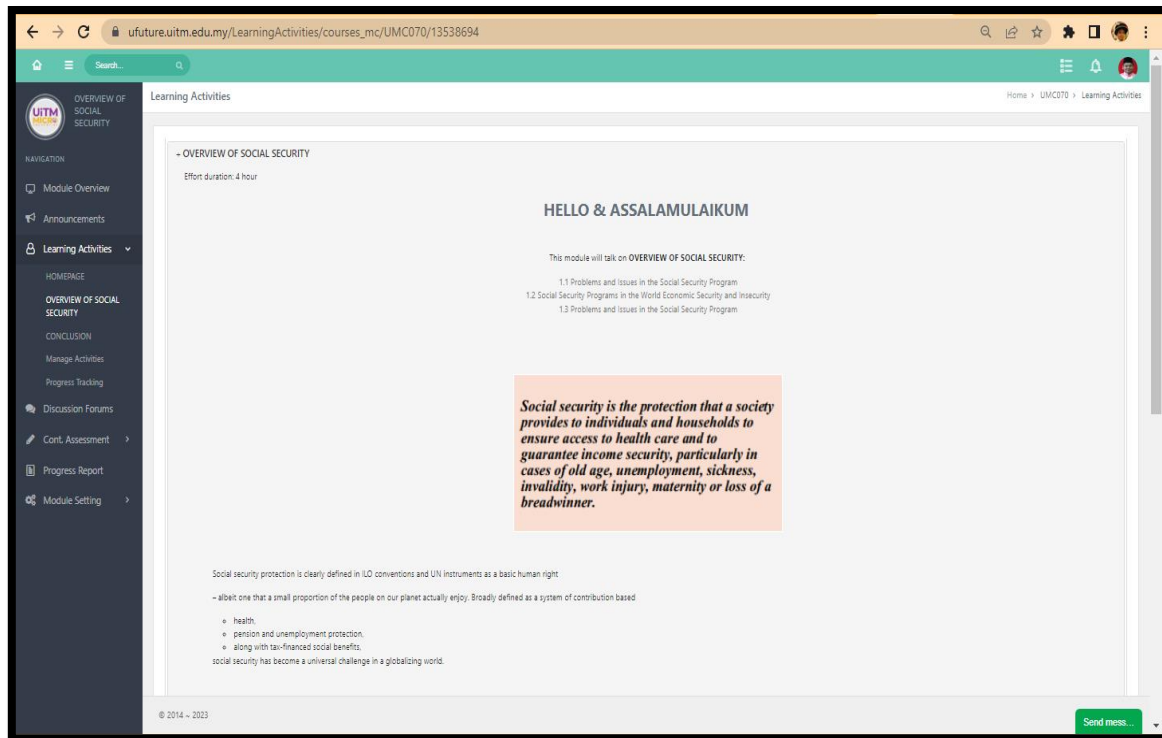 ufuture.uitm.edu.my/LearningActivities/courses_mc/UMC070/13538694
Search...
UiTM
MICRO
OVERVIEW OF
SOCIAL
SECURITY
NAVIGATION
Module Overview
Announcements
Learning Activities
HOMEPAGE
OVERVIEW OF SOCIAL
SECURITY
CONCLUSION
Manage Activities
Progress Tracking
Discussion Forums
Cont. Assessment
Progress Report
Module Setting
Learning Activities
Home > UMC070 > Learning Activities
- OVERVIEW OF SOCIAL SECURITY
Effort duration: 4 hour
HELLO & ASSALAMULAIKUM
This module will talk on OVERVIEW OF SOCIAL SECURITY:
1.1 Problems and Issues in the Social Security Program
1.2 Social Security Programs in the World Economic Security and Insecurity
1.3 Problems and Issues in the Social Security Program
Social security is the protection that a society
provides to individuals and households to
ensure access to health care and to
guarantee income security, particularly in
cases of old age, unemployment, sickness,
invalidity, work injury, maternity or loss of a
breadwinner.
Social security protection is clearly defined in ILO conventions and UN instruments as a basic human right
– albeit one that a small proportion of the people on our planet actually enjoy. Broadly defined as a system of contribution based
health,
pension and unemployment protection,
along with tax-financed social benefits,
social security has become a universal challenge in a globalizing world.
© 2014 ~ 2023
Send mess...